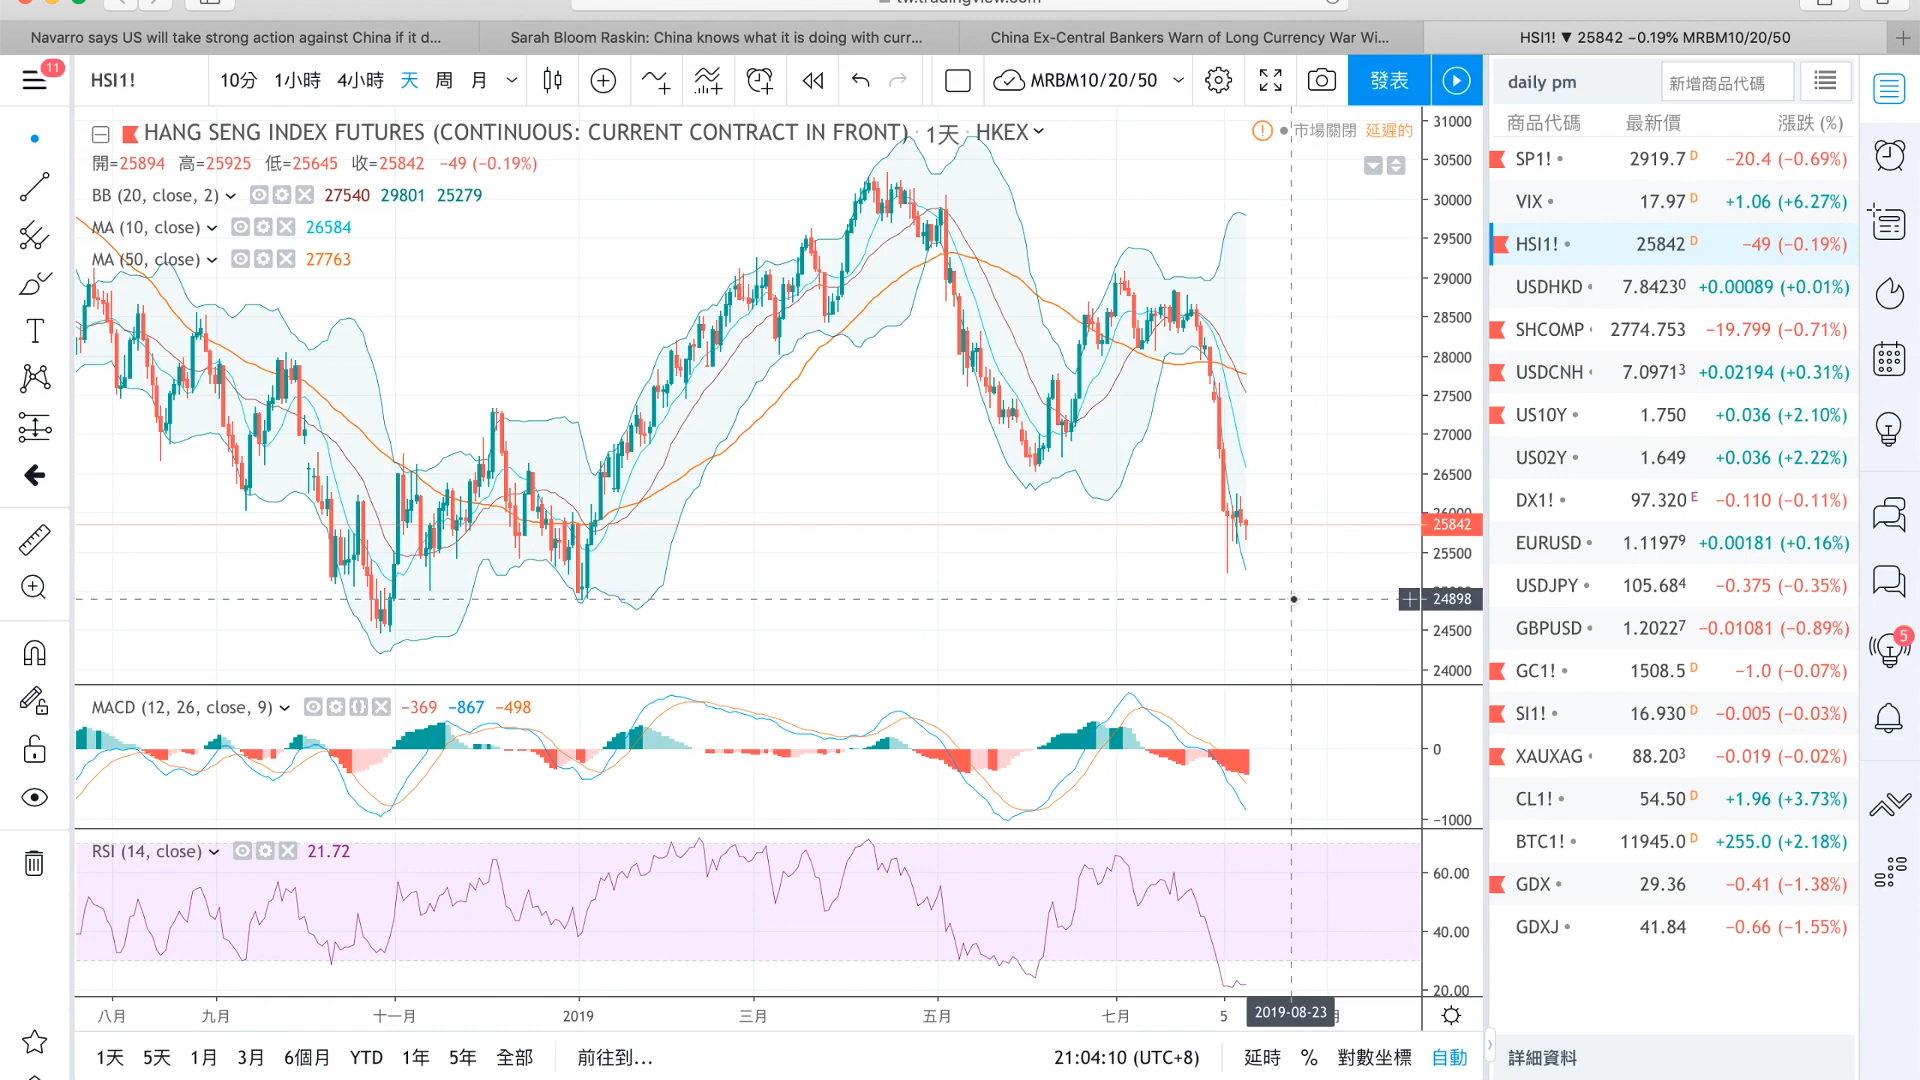 Navarro says US will take strong action against China if it d...
Sarah Bloom Raskin: China knows what it is doing with curr...
China Ex-Central Bankers Warn of Long Currency War Wi...
HSI1! ▼ 25842 −0.19% MRBM10/20/50
11
HSI1!
10分 1小時 4小時 天 周 月
MRBM10/20/50
發表
HANG SENG INDEX FUTURES (CONTINUOUS: CURRENT CONTRACT IN FRONT) · 1天 · HKEX
市場關閉 延遲的
開=25894 高=25925 低=25645 收=25842 −49 (−0.19%)
BB (20, close, 2) 27540 29801 25279
MA (10, close) 26584
MA (50, close) 27763
31000
30500
30000
29500
29000
28500
28000
27500
27000
26500
26000
25842
25500
24898
24500
24000
MACD (12, 26, close, 9) −369 −867 −498
0
−1000
RSI (14, close) 21.72
60.00
40.00
20.00
八月 九月 十一月 2019 三月 五月 七月 5 2019-08-23
1天 5天 1月 3月 6個月 YTD 1年 5年 全部 前往到...
21:04:10 (UTC+8) 延時 % 對數坐標 自動
daily pm 新增商品代碼
商品代碼 最新價 漲跌 (%)
SP1! 2919.7 D −20.4 (−0.69%)
VIX 17.97 D +1.06 (+6.27%)
HSI1! 25842 D −49 (−0.19%)
USDHKD 7.84230 +0.00089 (+0.01%)
SHCOMP 2774.753 −19.799 (−0.71%)
USDCNH 7.09713 +0.02194 (+0.31%)
US10Y 1.750 +0.036 (+2.10%)
US02Y 1.649 +0.036 (+2.22%)
DX1! 97.320 E −0.110 (−0.11%)
EURUSD 1.11979 +0.00181 (+0.16%)
USDJPY 105.684 −0.375 (−0.35%)
GBPUSD 1.20227 −0.01081 (−0.89%)
GC1! 1508.5 D −1.0 (−0.07%)
SI1! 16.930 D −0.005 (−0.03%)
XAUXAG 88.203 −0.019 (−0.02%)
CL1! 54.50 D +1.96 (+3.73%)
BTC1! 11945.0 D +255.0 (+2.18%)
GDX 29.36 −0.41 (−1.38%)
GDXJ 41.84 −0.66 (−1.55%)
詳細資料
5